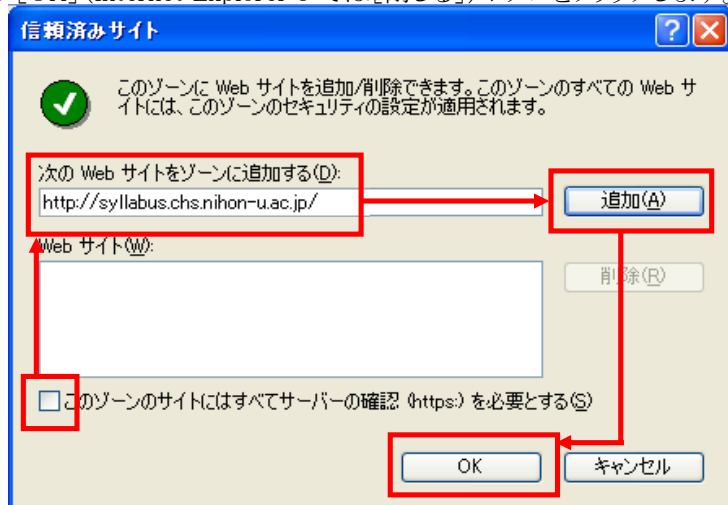 信頼済みサイト
このゾーンに Web サイトを追加/削除できます。このゾーンのすべての Web サ
イトには、このゾーンのセキュリティの設定が適用されます。
次の Web サイトをゾーンに追加する(D):
http://syllabus.chs.nihon-u.ac.jp/
追加(A)
Web サイト(W):
削除(R)
このゾーンのサイトにはすべてサーバーの確認 (https:) を必要とする(S)
OK
キャンセル